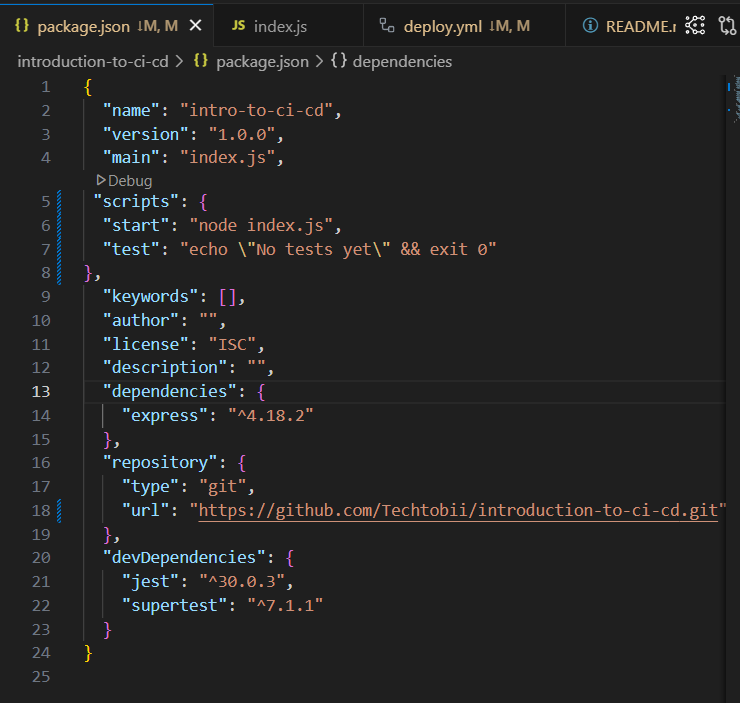 package.json ↓M, M
JS index.js
deploy.yml ↓M, M
README.
introduction-to-ci-cd > {} package.json > {} dependencies
1 {
2 "name": "intro-to-ci-cd",
3 "version": "1.0.0",
4 "main": "index.js",
Debug
5 "scripts": {
6 "start": "node index.js",
7 "test": "echo \"No tests yet\" && exit 0"
8 },
9 "keywords": [],
10 "author": "",
11 "license": "ISC",
12 "description": "",
13 "dependencies": {
14 "express": "^4.18.2"
15 },
16 "repository": {
17 "type": "git",
18 "url": "https://github.com/Techtobii/introduction-to-ci-cd.git"
19 },
20 "devDependencies": {
21 "jest": "^30.0.3",
22 "supertest": "^7.1.1"
23 }
24 }
25